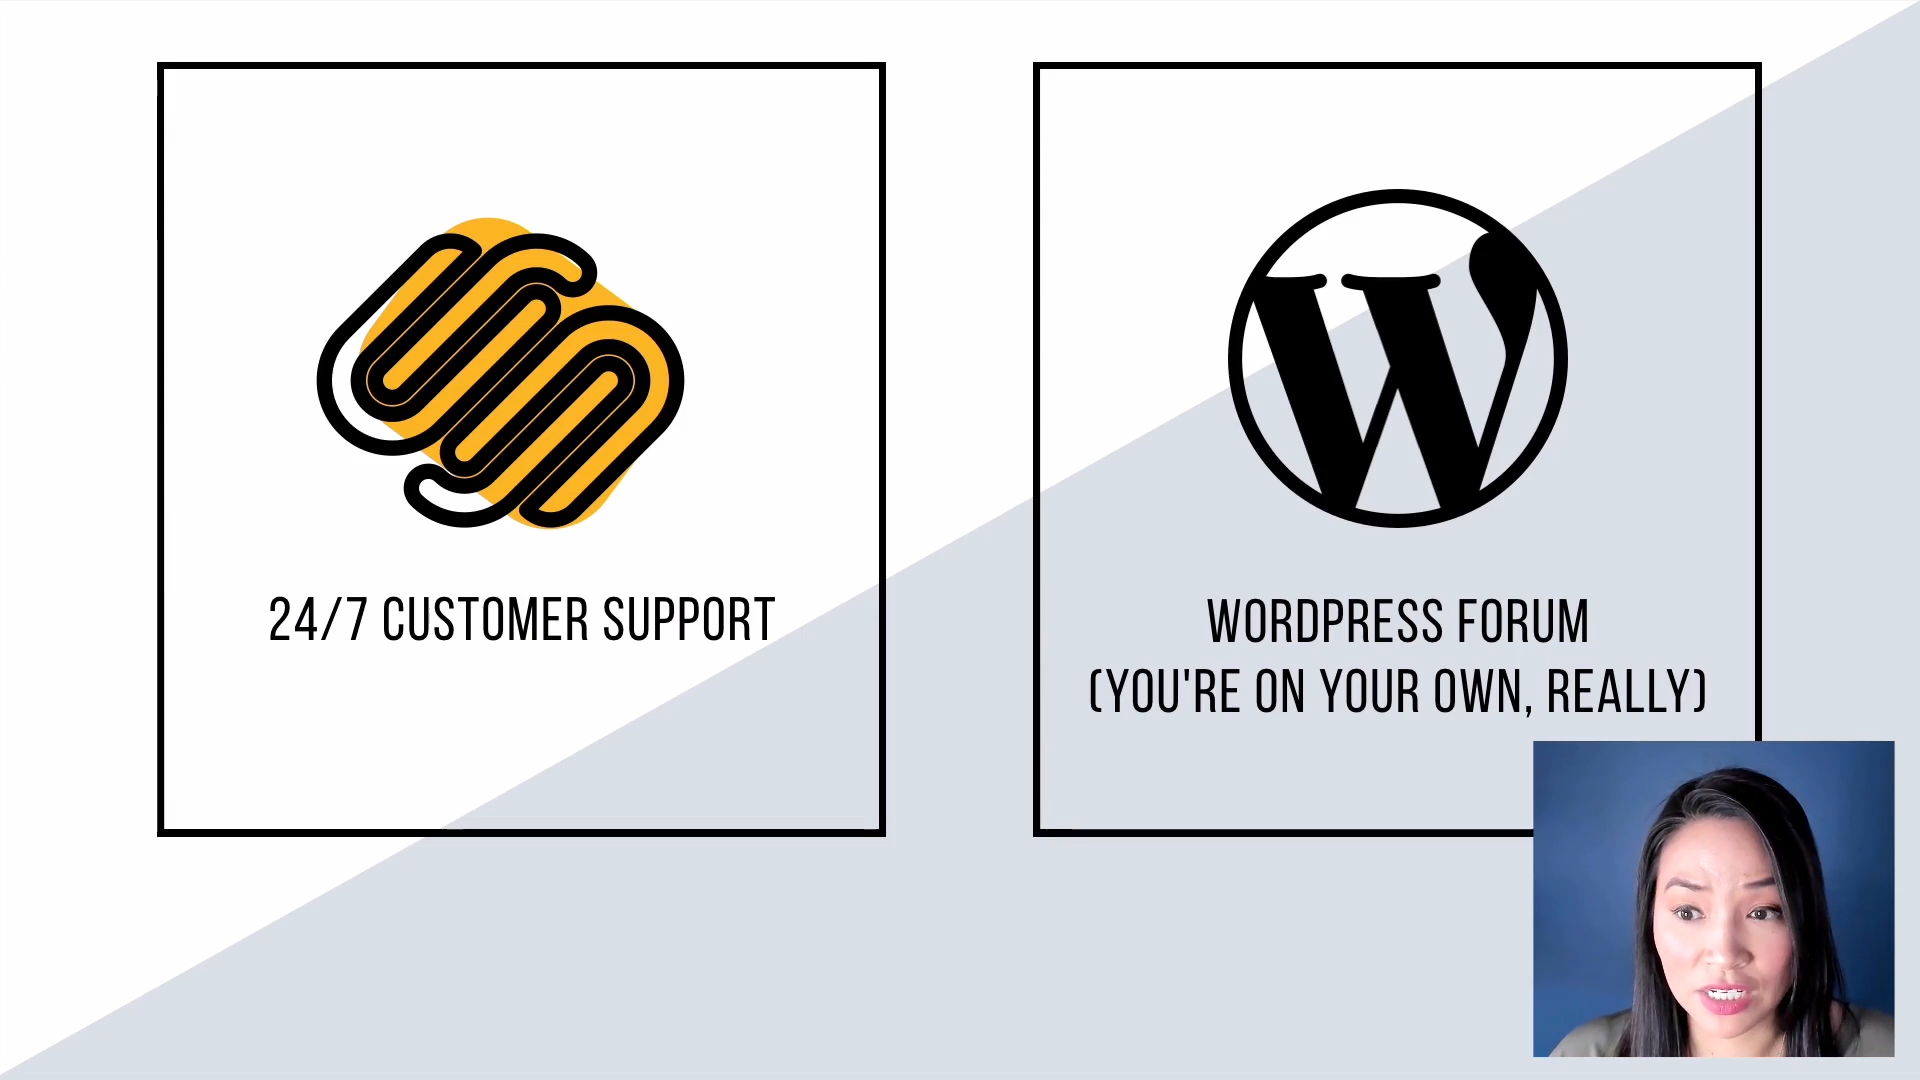 24/7 CUSTOMER SUPPORT
WORDPRESS FORUM
(YOU'RE ON YOUR OWN, REALLY)